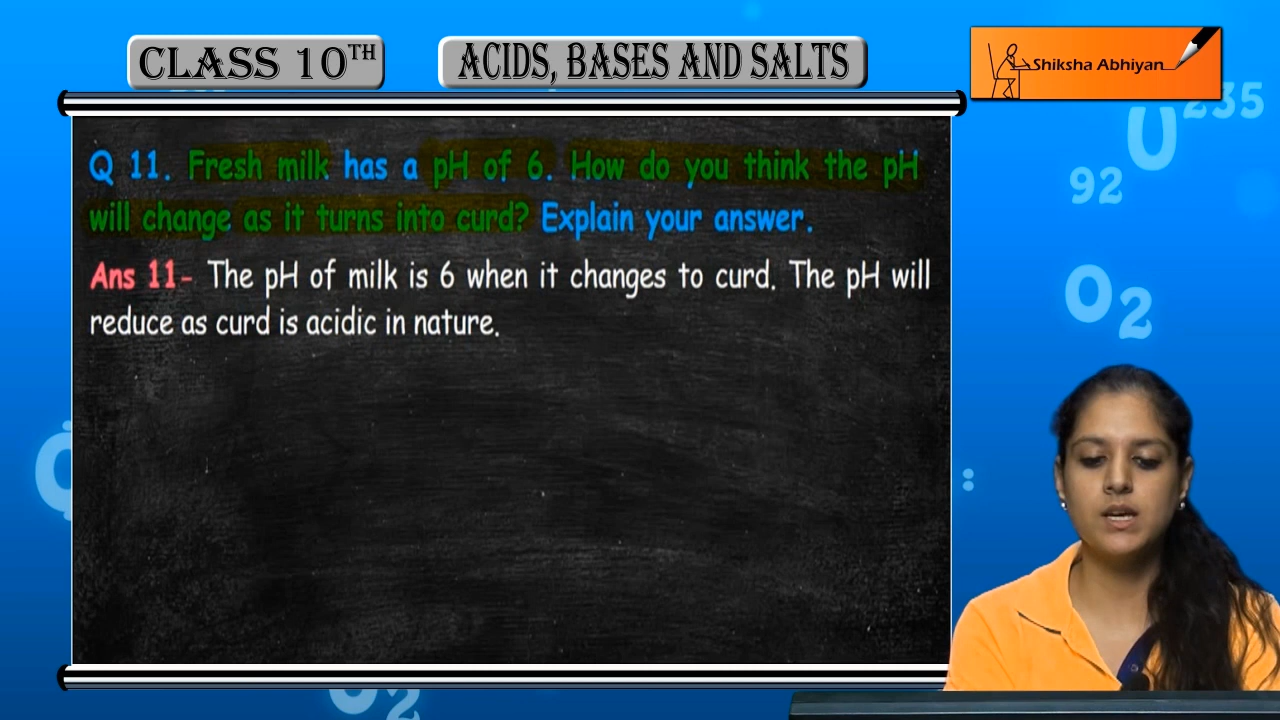 CLASS 10TH
ACIDS, BASES AND SALTS
Shiksha Abhiyan
235
U
92
Q 11. Fresh milk has a pH of 6. How do you think the pH
will change as it turns into curd? Explain your answer.
Ans 11- The pH of milk is 6 when it changes to curd. The pH will
reduce as curd is acidic in nature.
O2
O2